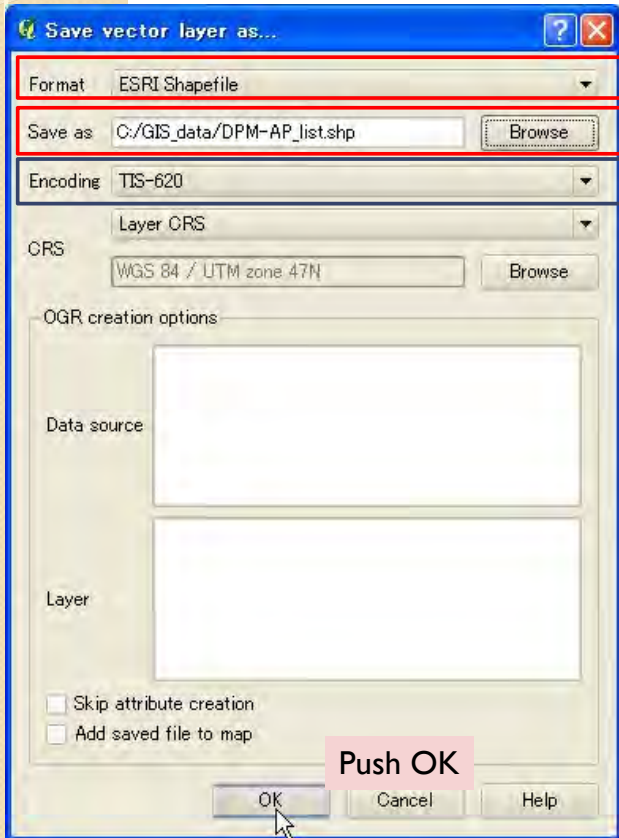 Save vector layer as...
Format ESRI Shapefile
Save as C:/GIS_data/DPM-AP_list.shp Browse
Encoding TIS-620
Layer CRS
CRS
WGS 84 / UTM zone 47N Browse
OGR creation options
Data source
Layer
Skip attribute creation
Add saved file to map
Push OK
OK Cancel Help